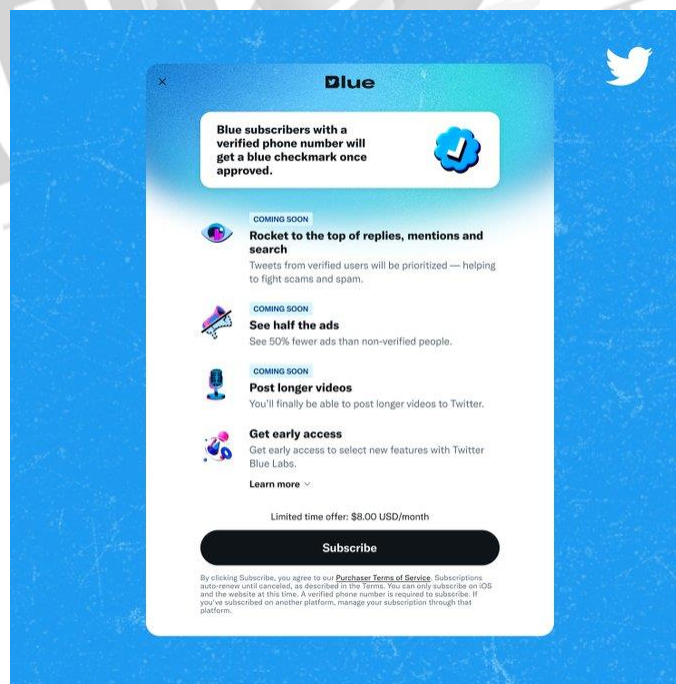 Blue
Blue subscribers with a
verified phone number will
get a blue checkmark once
approved.
COMING SOON
Rocket to the top of replies, mentions and
search
Tweets from verified users will be prioritized — helping
to fight scams and spam.
COMING SOON
See half the ads
See 50% fewer ads than non-verified people.
COMING SOON
Post longer videos
You'll finally be able to post longer videos to Twitter.
Get early access
Get early access to select new features with Twitter
Blue Labs.
Learn more
Limited time offer: $8.00 USD/month
Subscribe
By clicking Subscribe, you agree to our Purchaser Terms of Service. Subscriptions
auto-renew until canceled, as described in the Terms. You can only subscribe on iOS
and the website at this time. A verified phone number is required to subscribe. If
you've subscribed on another platform, manage your subscription through that
platform.